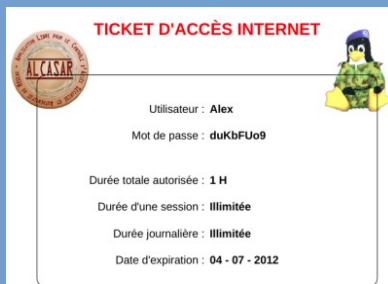 TICKET D'ACCÈS INTERNET
ALCASAR
Utilisateur : Alex
Mot de passe : duKbFUo9
Durée totale autorisée : 1 H
Durée d'une session : Illimitée
Durée journalière : Illimitée
Date d'expiration : 04 - 07 - 2012